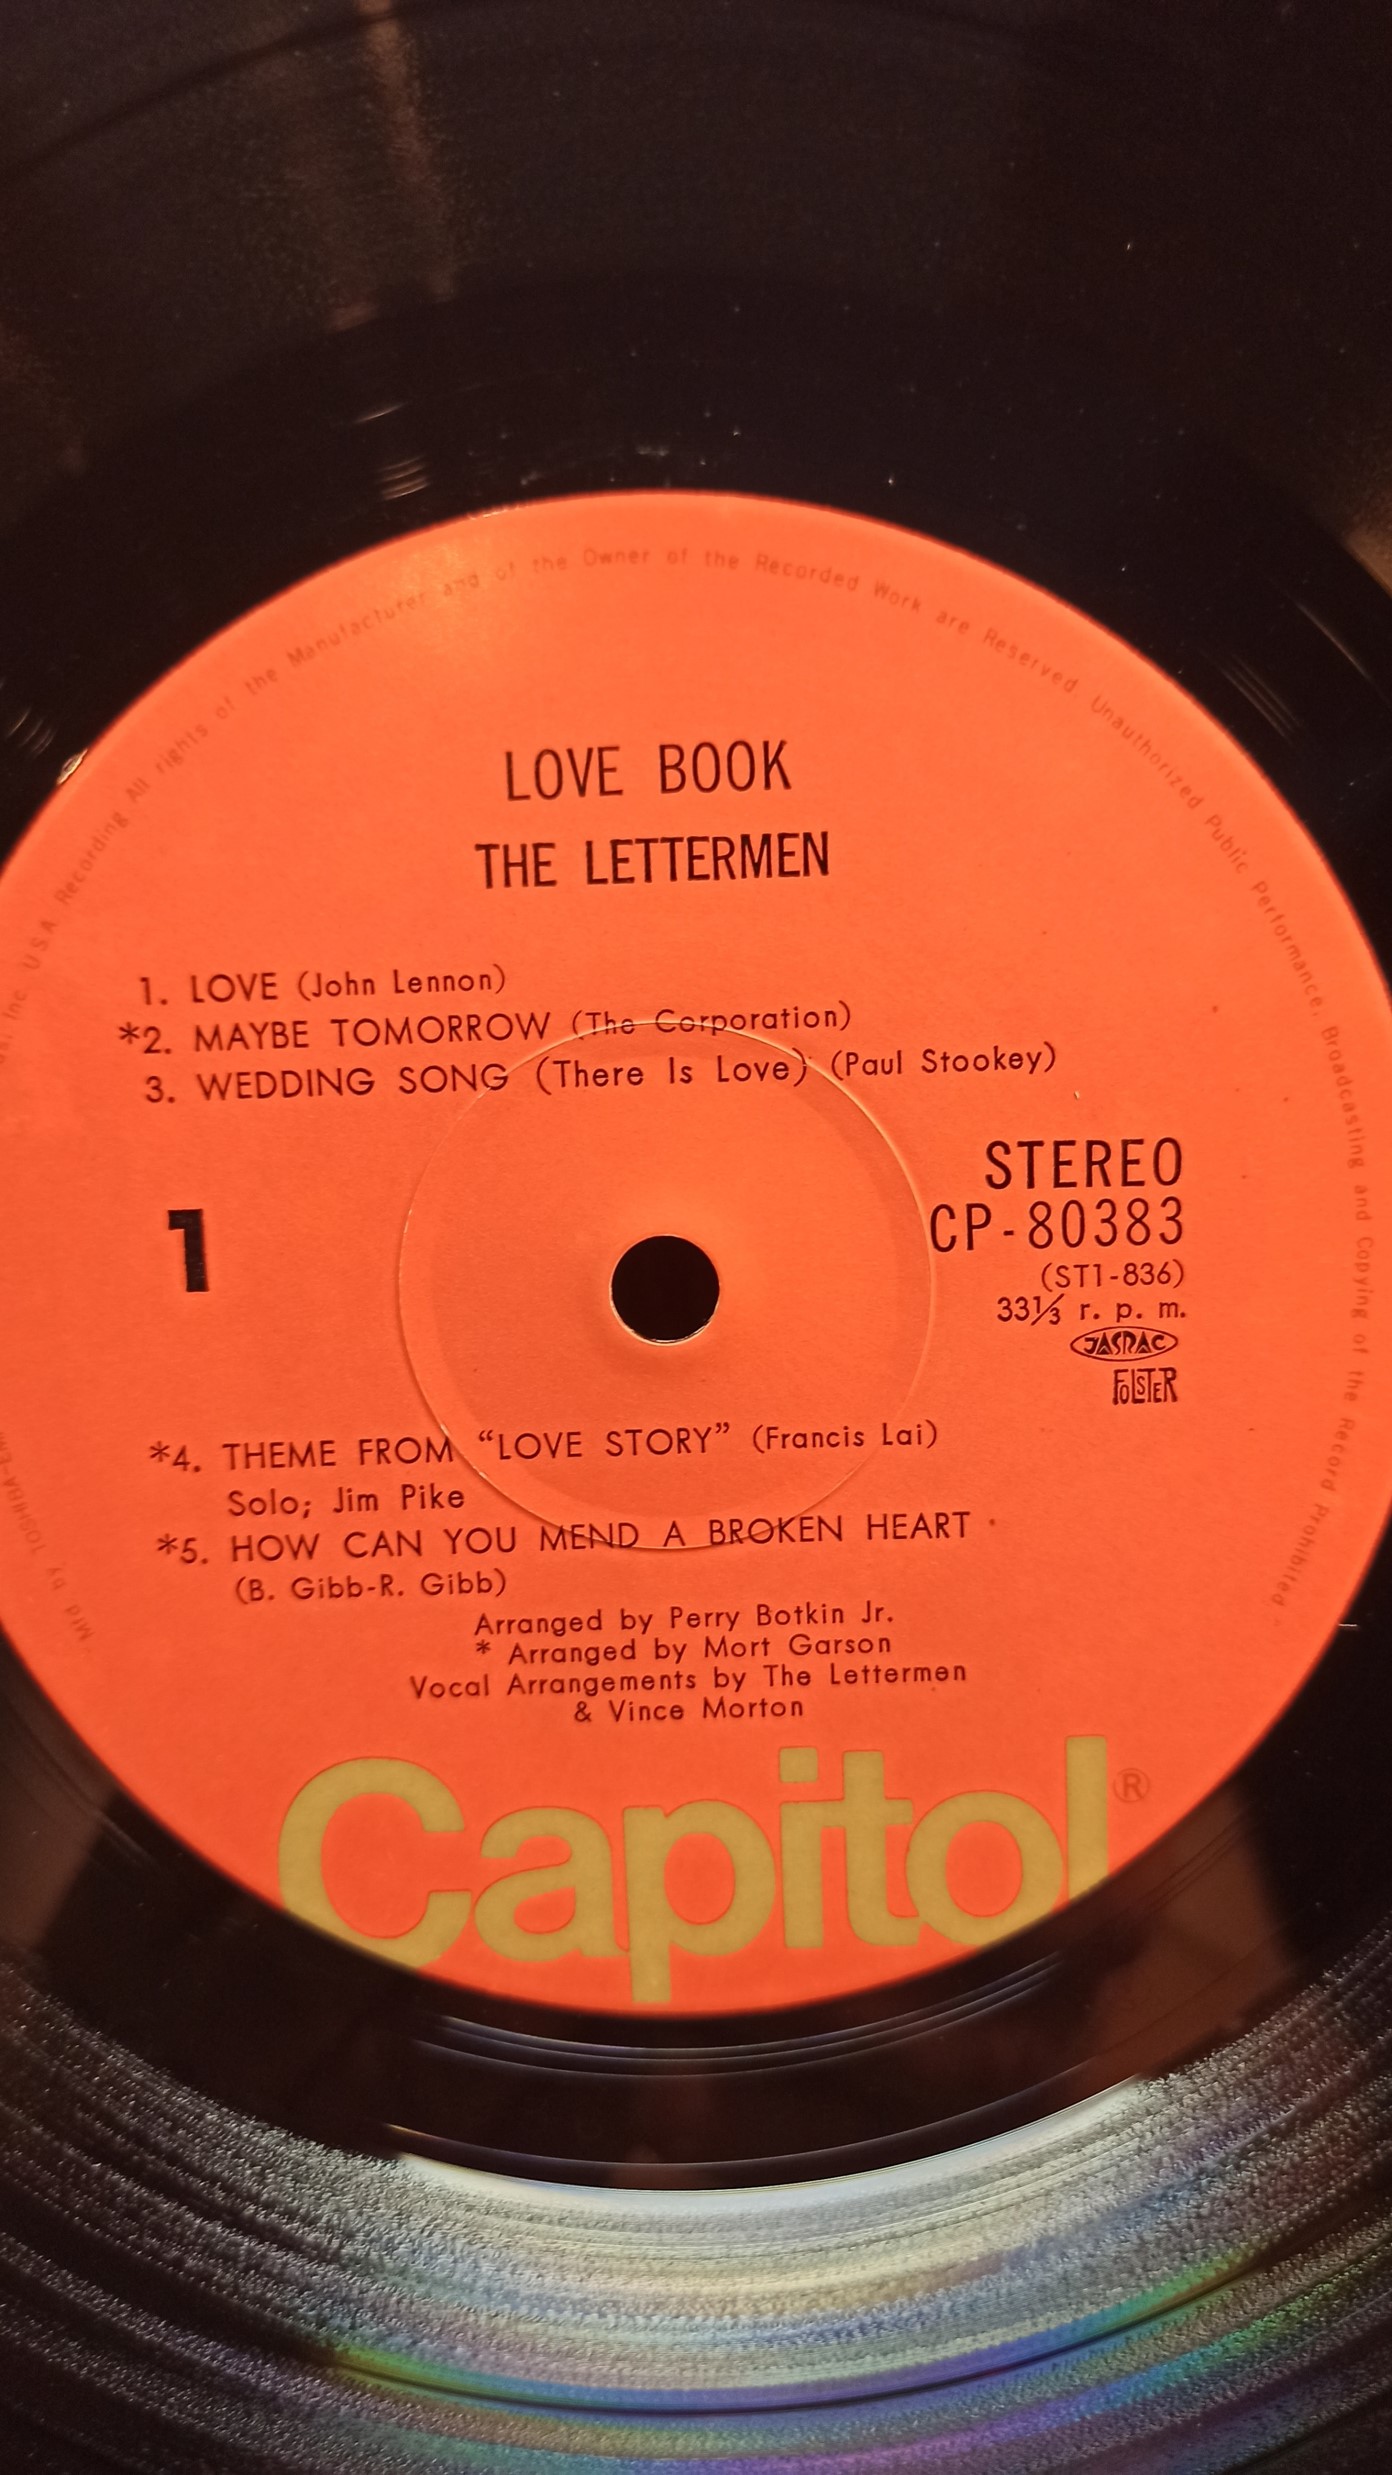 Inc. U.S.A. Recording All rights of the Manufacturer and of the Owner of the Recorded Work are Reserved Unauthorized Public Performance, Broadcasting and Copying of the Record Prohibited
LOVE BOOK
THE LETTERMEN
1. LOVE (John Lennon)
*2. MAYBE TOMORROW (The Corporation)
3. WEDDING SONG (There Is Love) (Paul Stookey)
STEREO
1 CP-80383
(ST1-836)
33⅓ r. p. m.
JASRAC
FOLSTER
*4. THEME FROM “LOVE STORY” (Francis Lai)
Solo; Jim Pike
*5. HOW CAN YOU MEND A BROKEN HEART
(B. Gibb-R. Gibb)
Arranged by Perry Botkin Jr.
* Arranged by Mort Garson
Vocal Arrangements by The Lettermen
& Vince Morton
Capitol®
Mfd by TOSHIBA-